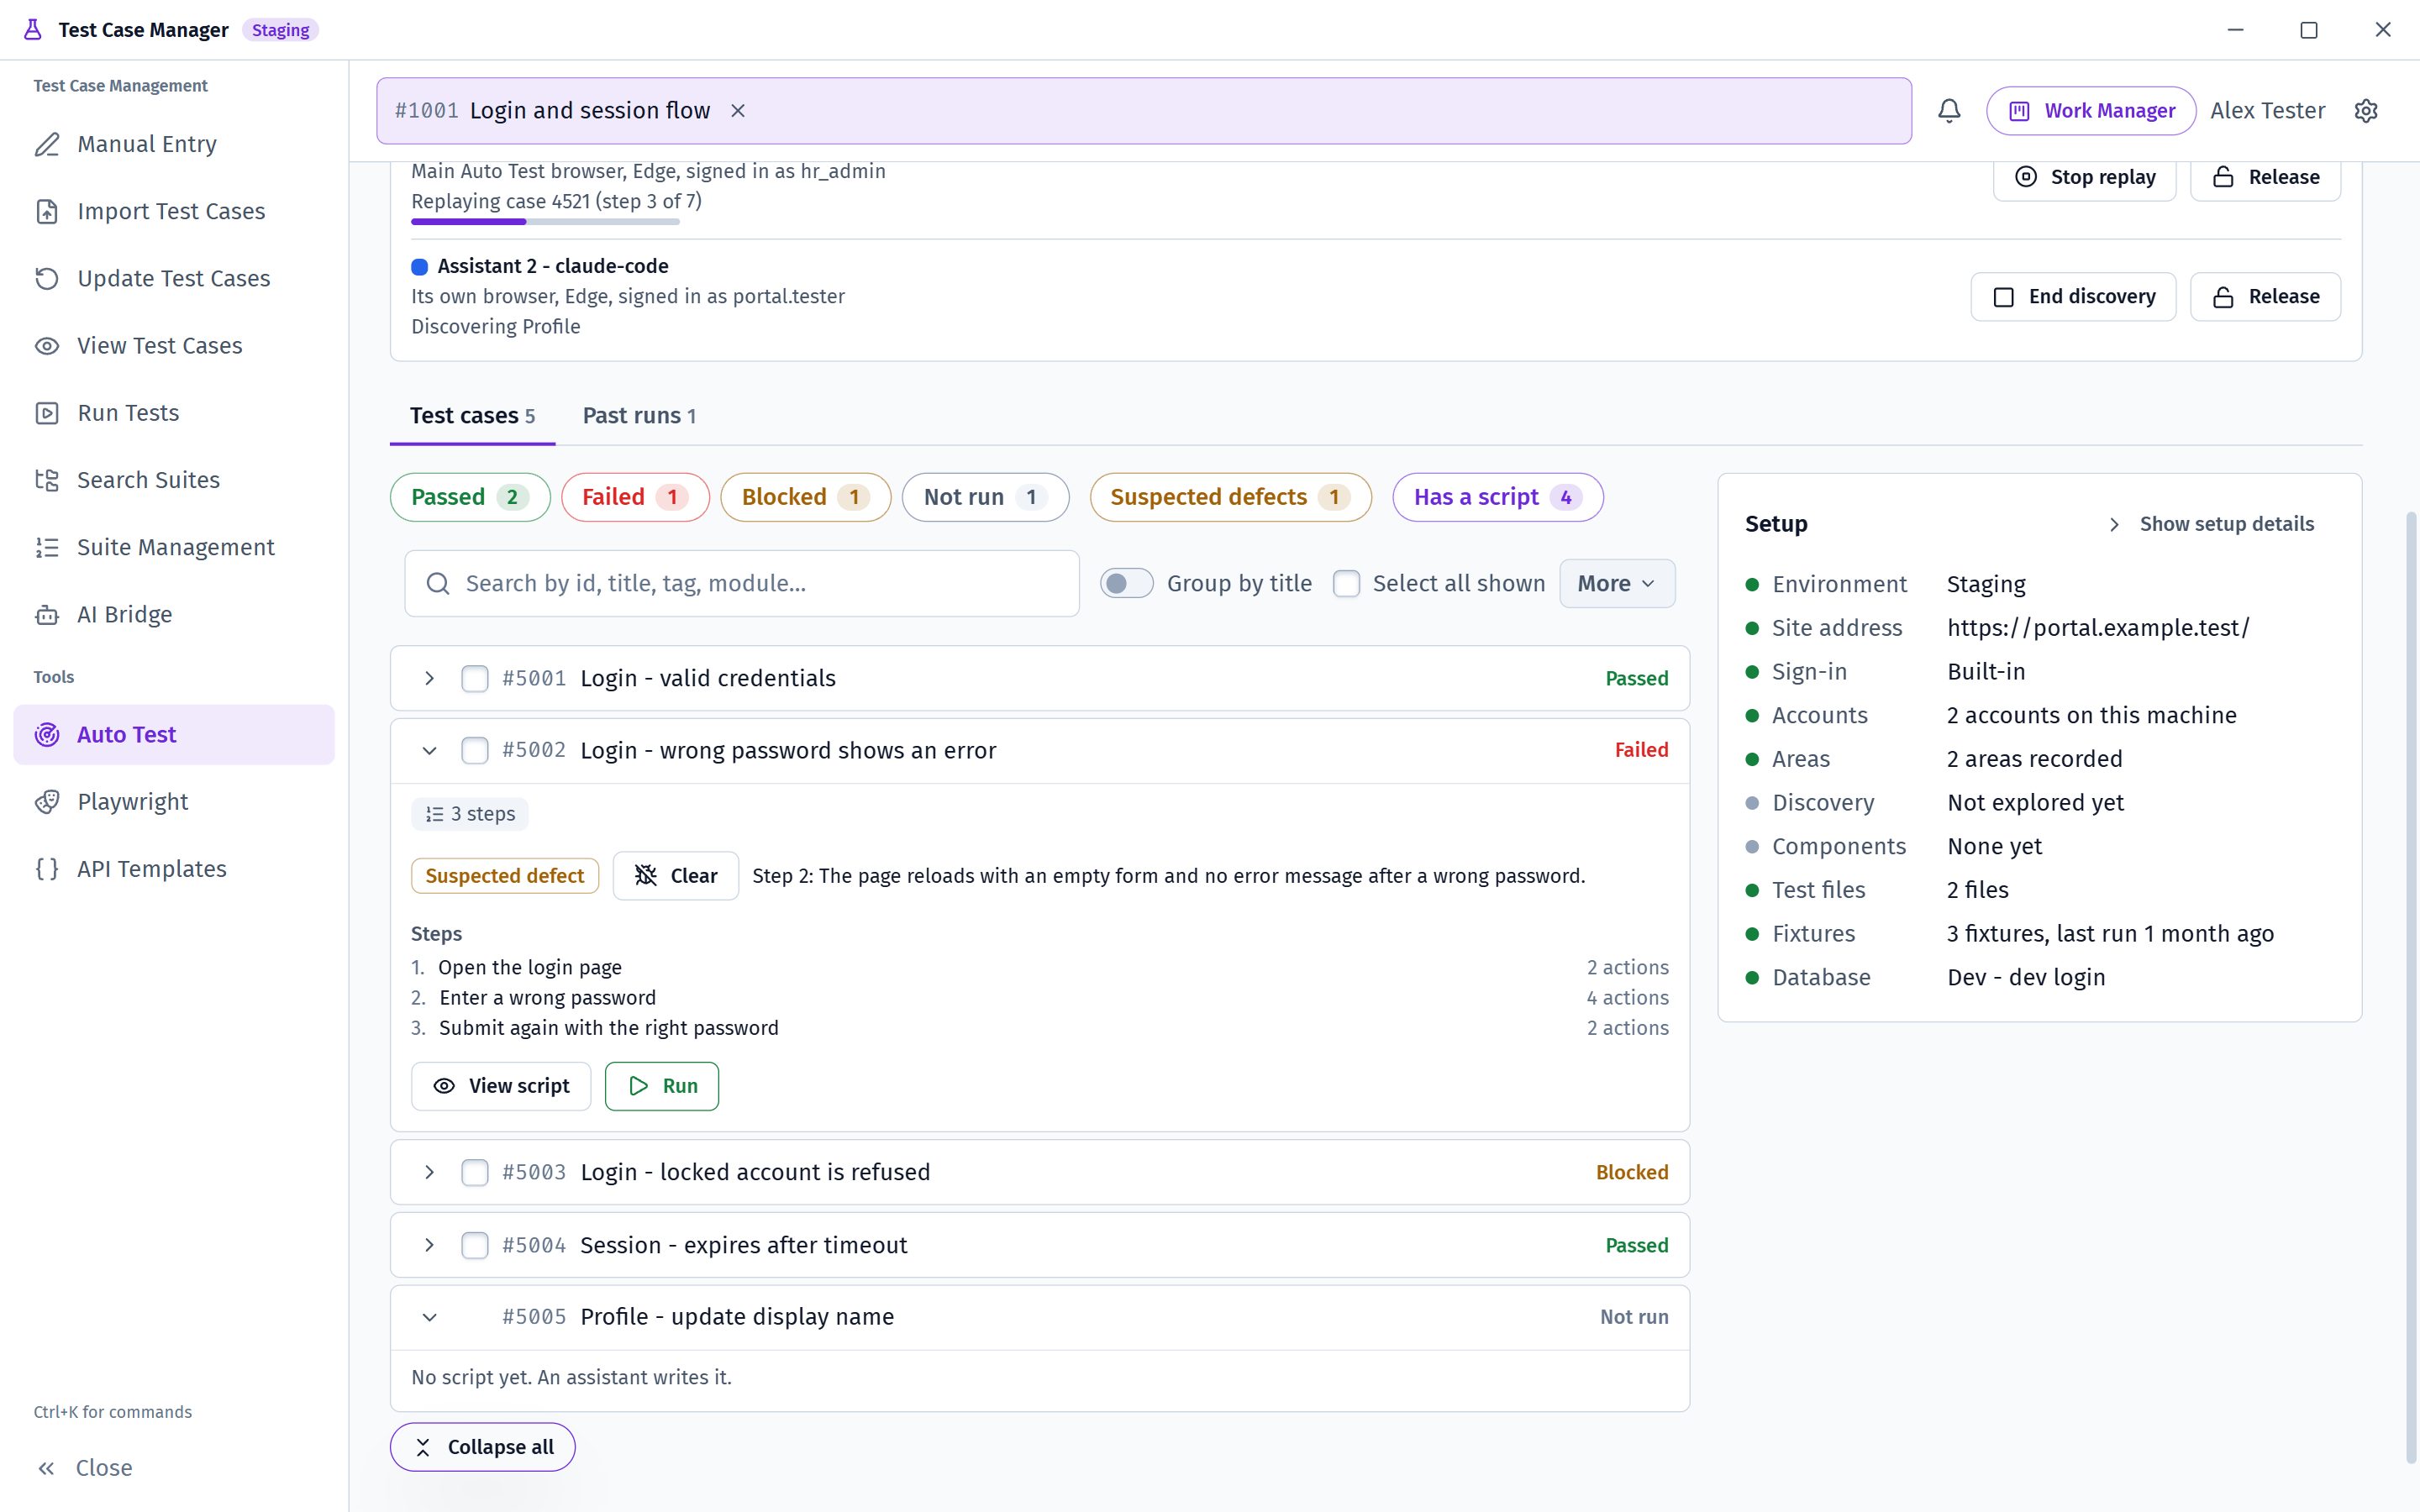 Test Case Manager Staging
Test Case Management
Manual Entry
Import Test Cases
Update Test Cases
View Test Cases
Run Tests
Search Suites
Suite Management
AI Bridge
Tools
Auto Test
Playwright
API Templates
Ctrl+K for commands
Close
#1001 Login and session flow
Work Manager
Alex Tester
Main Auto Test browser, Edge, signed in as hr_admin
Replaying case 4521 (step 3 of 7)
Stop replay
Release
Assistant 2 - claude-code
Its own browser, Edge, signed in as portal.tester
Discovering Profile
End discovery
Release
Test cases 5
Past runs 1
Passed 2
Failed 1
Blocked 1
Not run 1
Suspected defects 1
Has a script 4
Search by id, title, tag, module...
Group by title
Select all shown
More
#5001 Login - valid credentials Passed
#5002 Login - wrong password shows an error Failed
3 steps
Suspected defect Clear Step 2: The page reloads with an empty form and no error message after a wrong password.
Steps
1. Open the login page 2 actions
2. Enter a wrong password 4 actions
3. Submit again with the right password 2 actions
View script
Run
#5003 Login - locked account is refused Blocked
#5004 Session - expires after timeout Passed
#5005 Profile - update display name Not run
No script yet. An assistant writes it.
Collapse all
Setup
Show setup details
Environment Staging
Site address https://portal.example.test/
Sign-in Built-in
Accounts 2 accounts on this machine
Areas 2 areas recorded
Discovery Not explored yet
Components None yet
Test files 2 files
Fixtures 3 fixtures, last run 1 month ago
Database Dev - dev login